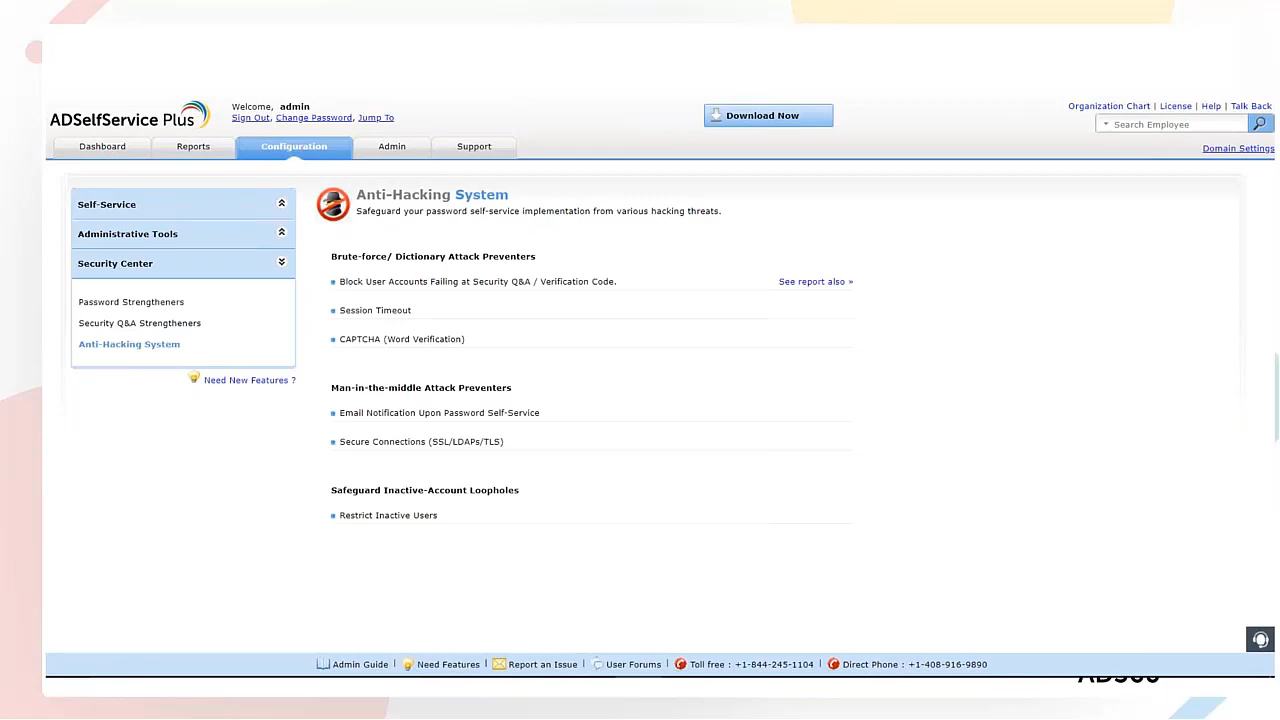 ADSelfService Plus
Welcome, admin
Sign Out, Change Password, Jump To
Download Now
Organization Chart | License | Help | Talk Back
Search Employee
Domain Settings
Dashboard Reports Configuration Admin Support
Self-Service
Administrative Tools
Security Center
Password Strengtheners
Security Q&A Strengtheners
Anti-Hacking System
Need New Features ?
Anti-Hacking System
Safeguard your password self-service implementation from various hacking threats.
Brute-force/ Dictionary Attack Preventers
Block User Accounts Failing at Security Q&A / Verification Code. See report also »
Session Timeout
CAPTCHA (Word Verification)
Man-in-the-middle Attack Preventers
Email Notification Upon Password Self-Service
Secure Connections (SSL/LDAPs/TLS)
Safeguard Inactive-Account Loopholes
Restrict Inactive Users
Admin Guide | Need Features | Report an Issue | User Forums | Toll free : +1-844-245-1104 | Direct Phone : +1-408-916-9890